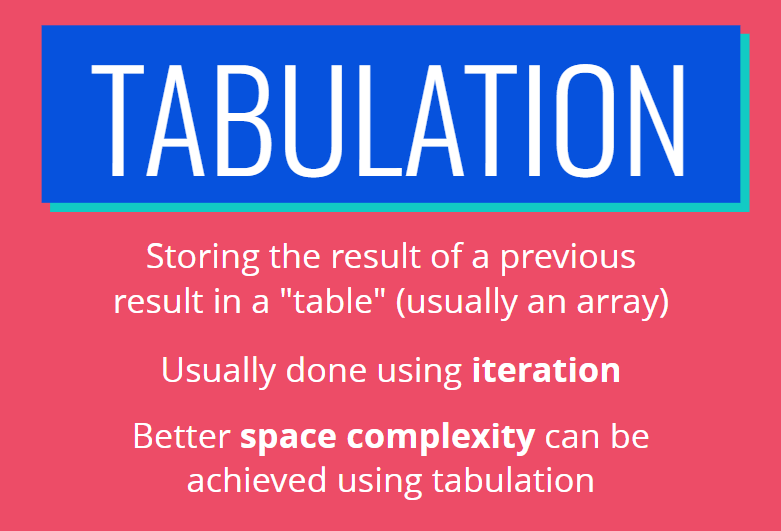 TABULATION
Storing the result of a previous
result in a "table" (usually an array)
Usually done using iteration
Better space complexity can be
achieved using tabulation